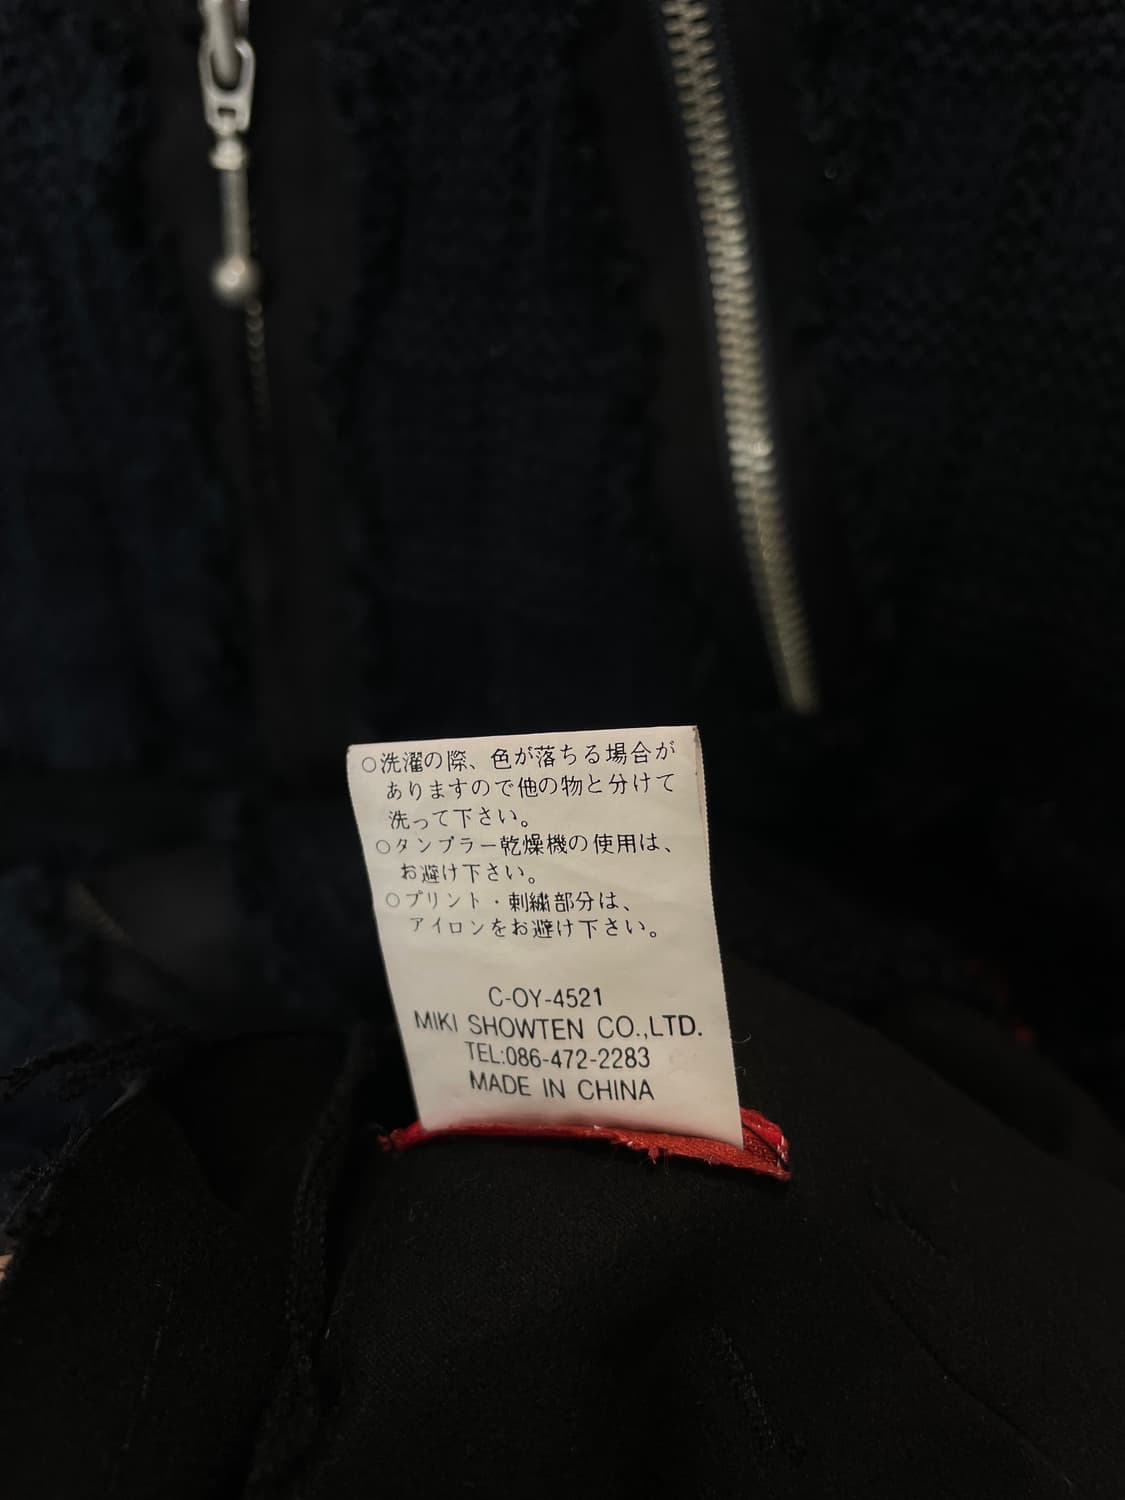 ○洗濯の際、色が落ちる場合が
ありますので他の物と分けて
洗って下さい。
○タンブラー乾燥機の使用は、
お避け下さい。
○プリント・刺繍部分は、
アイロンをお避け下さい。
C-OY-4521
MIKI SHOWTEN CO.,LTD.
TEL:086-472-2283
MADE IN CHINA